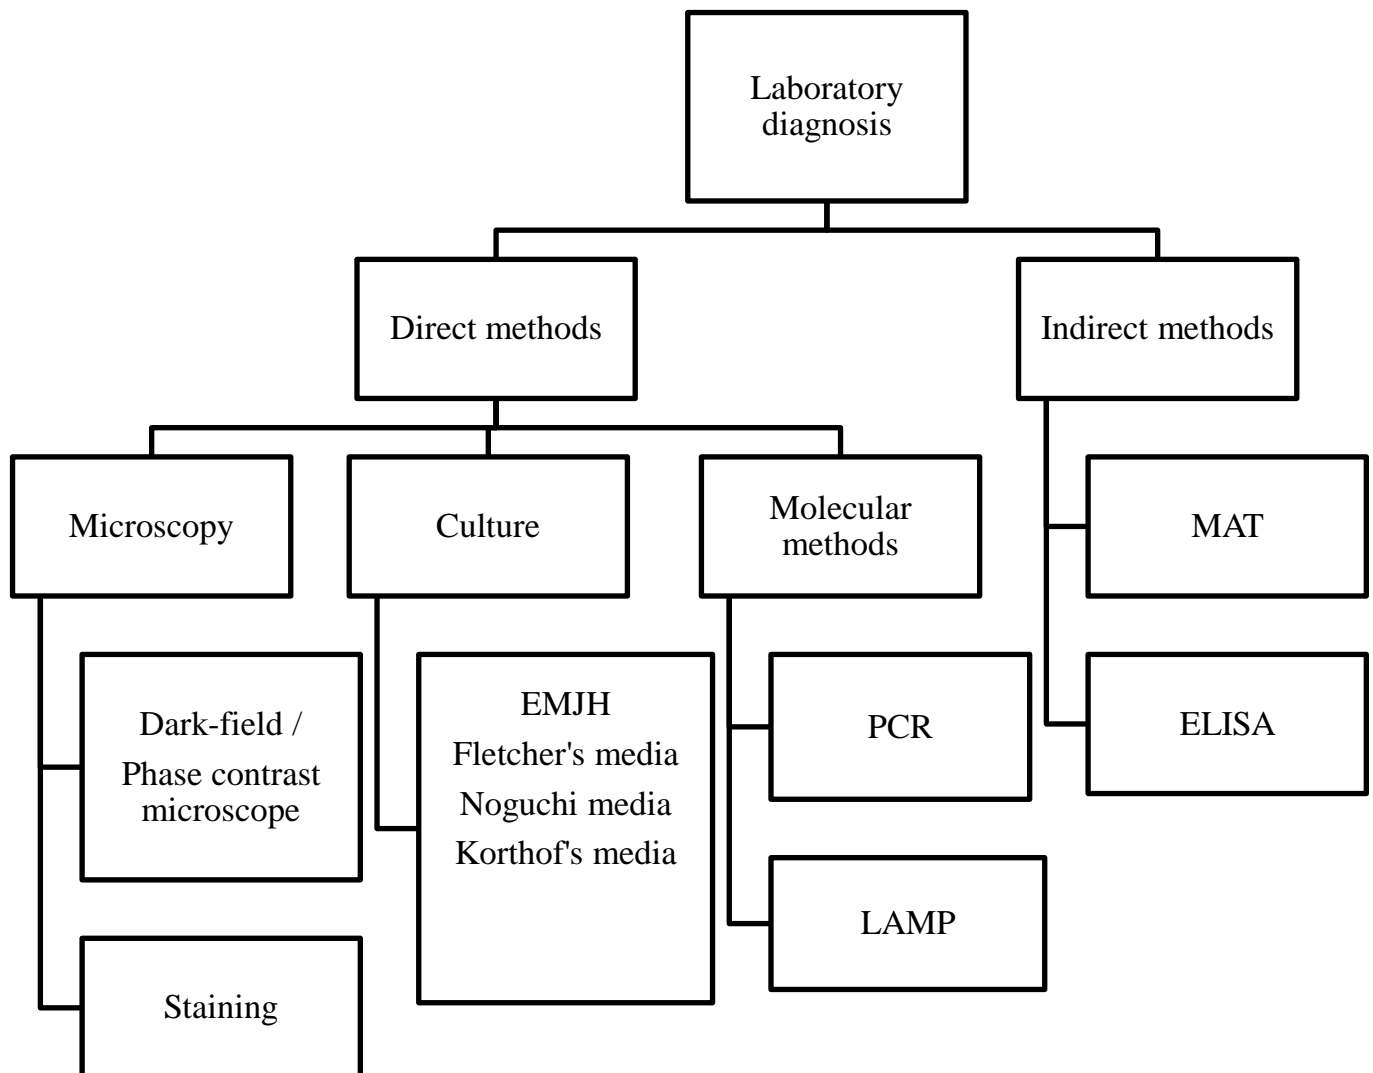 Laboratory
diagnosis
Direct methods
Indirect methods
Microscopy
Culture
Molecular
methods
MAT
Dark-field /
Phase contrast
microscope
EMJH
Fletcher's media
Noguchi media
Korthof's media
PCR
ELISA
LAMP
Staining